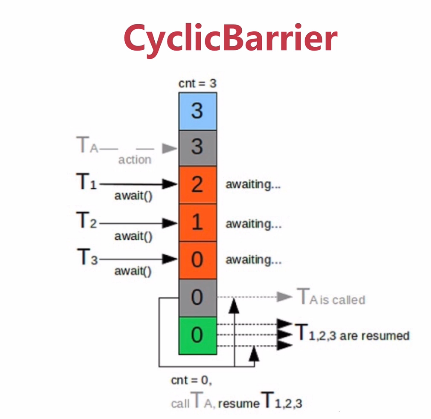 CyclicBarrier
cnt = 3
3
TA
action
3
T1
await()
2
awaiting...
T2
await()
1
awaiting...
T3
await()
0
awaiting...
0
TA is called
0
T1,2,3 are resumed
cnt = 0,
call TA, resume T1,2,3